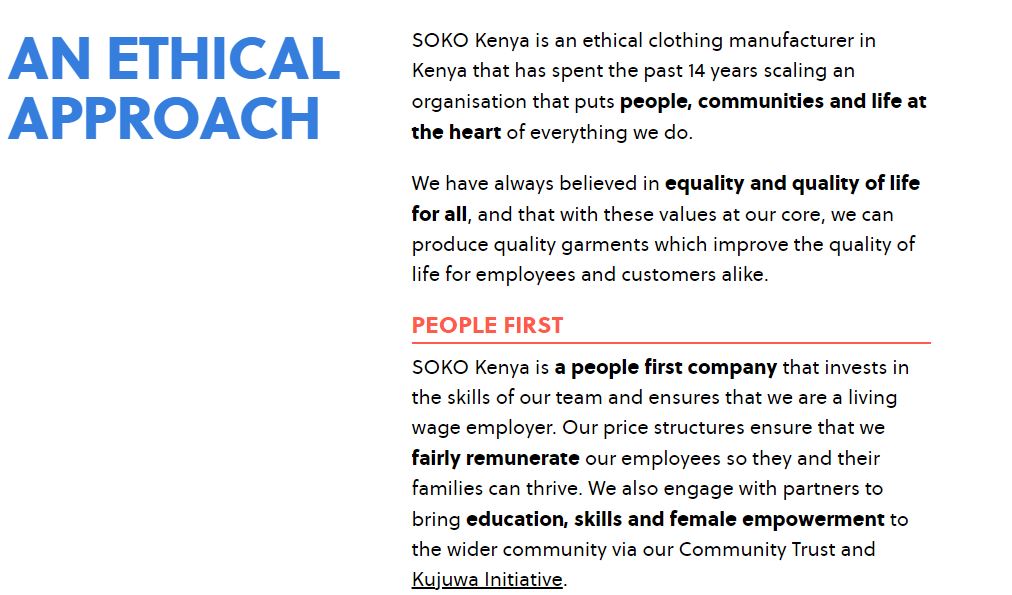 AN ETHICAL
APPROACH
SOKO Kenya is an ethical clothing manufacturer in
Kenya that has spent the past 14 years scaling an
organisation that puts people, communities and life at
the heart of everything we do.
We have always believed in equality and quality of life
for all, and that with these values at our core, we can
produce quality garments which improve the quality of
life for employees and customers alike.
PEOPLE FIRST
SOKO Kenya is a people first company that invests in
the skills of our team and ensures that we are a living
wage employer. Our price structures ensure that we
fairly remunerate our employees so they and their
families can thrive. We also engage with partners to
bring education, skills and female empowerment to
the wider community via our Community Trust and
Kujuwa Initiative.